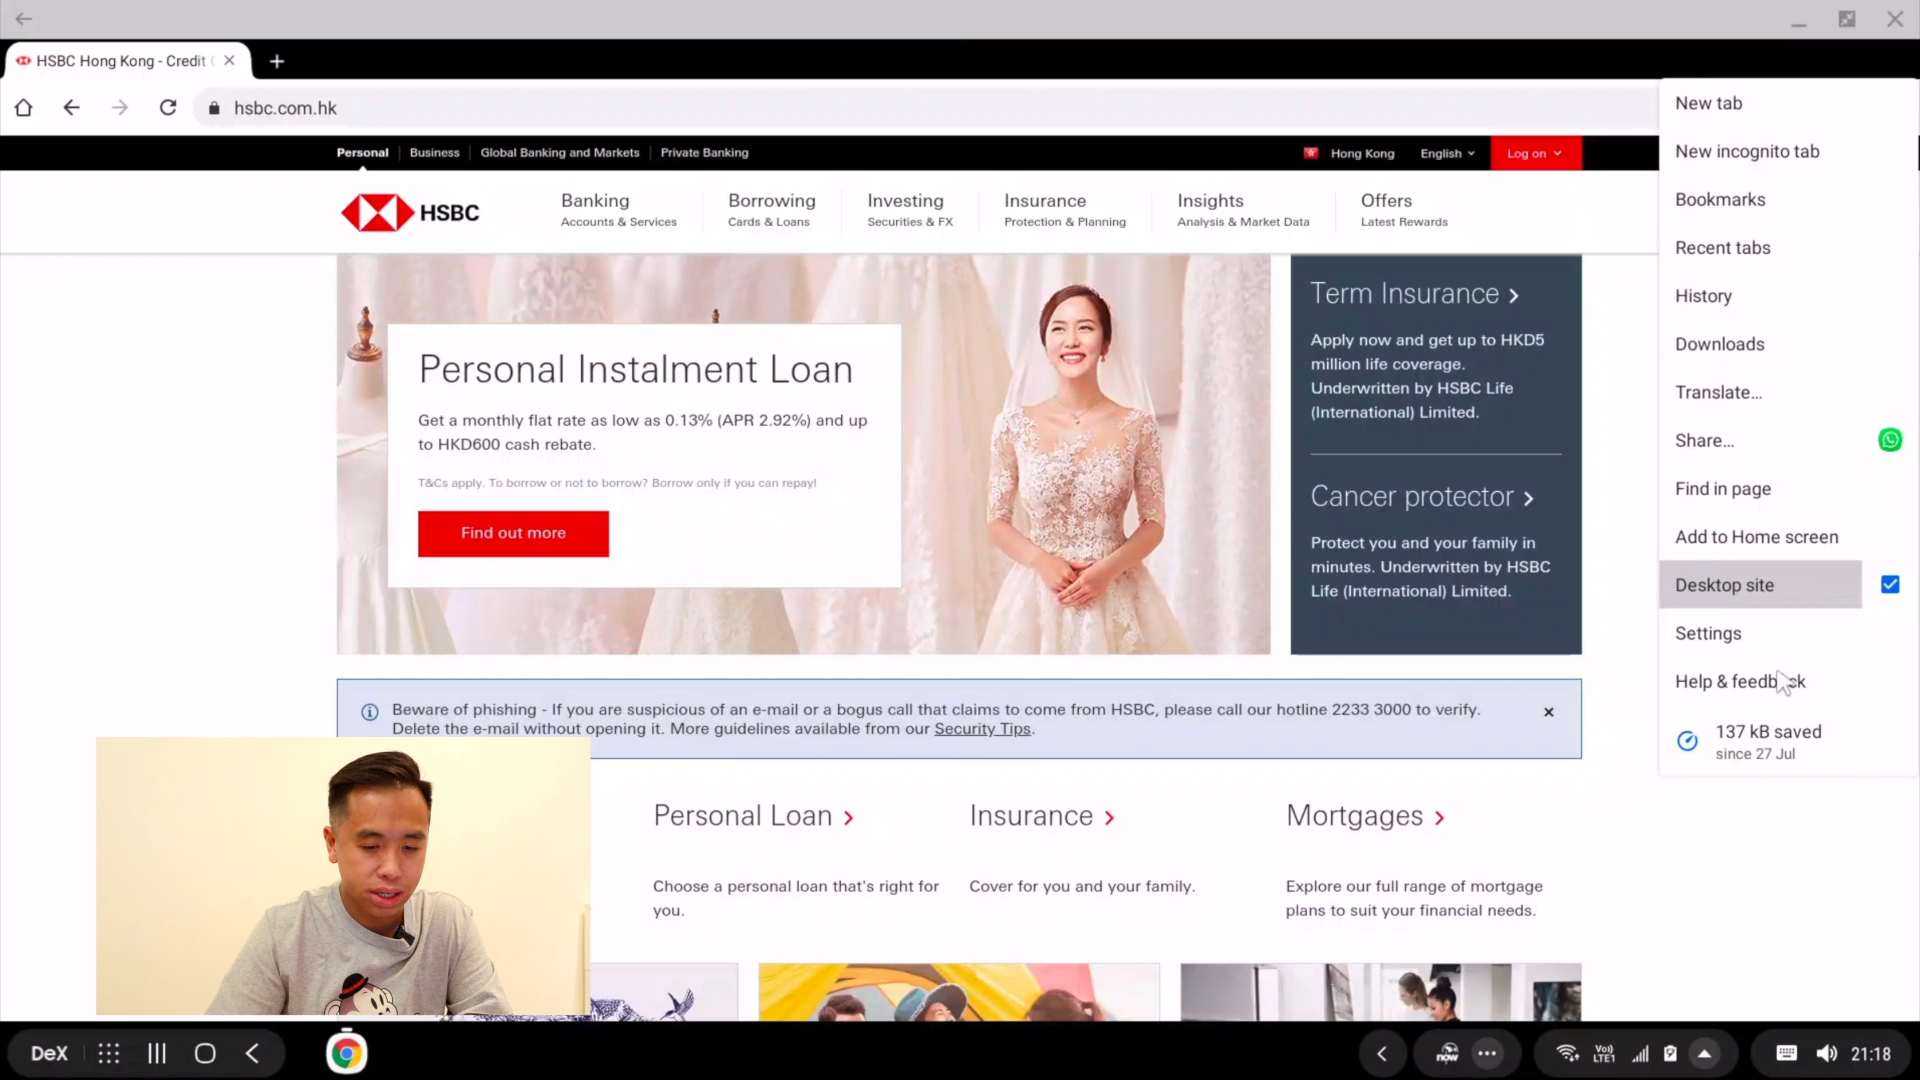 HSBC Hong Kong - Credit
hsbc.com.hk
Personal
Business
Global Banking and Markets
Private Banking
Hong Kong
English
Log on
HSBC
Banking
Accounts & Services
Borrowing
Cards & Loans
Investing
Securities & FX
Insurance
Protection & Planning
Insights
Analysis & Market Data
Offers
Latest Rewards
Personal Instalment Loan
Get a monthly flat rate as low as 0.13% (APR 2.92%) and up
to HKD600 cash rebate.
T&Cs apply. To borrow or not to borrow? Borrow only if you can repay!
Find out more
Term Insurance
Apply now and get up to HKD5
million life coverage.
Underwritten by HSBC Life
(International) Limited.
Cancer protector
Protect you and your family in
minutes. Underwritten by HSBC
Life (International) Limited.
Beware of phishing - If you are suspicious of an e-mail or a bogus call that claims to come from HSBC, please call our hotline 2233 3000 to verify.
Delete the e-mail without opening it. More guidelines available from our Security Tips.
Personal Loan
Choose a personal loan that's right for
you.
Insurance
Cover for you and your family.
Mortgages
Explore our full range of mortgage
plans to suit your financial needs.
New tab
New incognito tab
Bookmarks
Recent tabs
History
Downloads
Translate...
Share...
Find in page
Add to Home screen
Desktop site
Settings
Help & feedback
137 kB saved
since 27 Jul
DeX
now
Vo)
LTE1
21:18